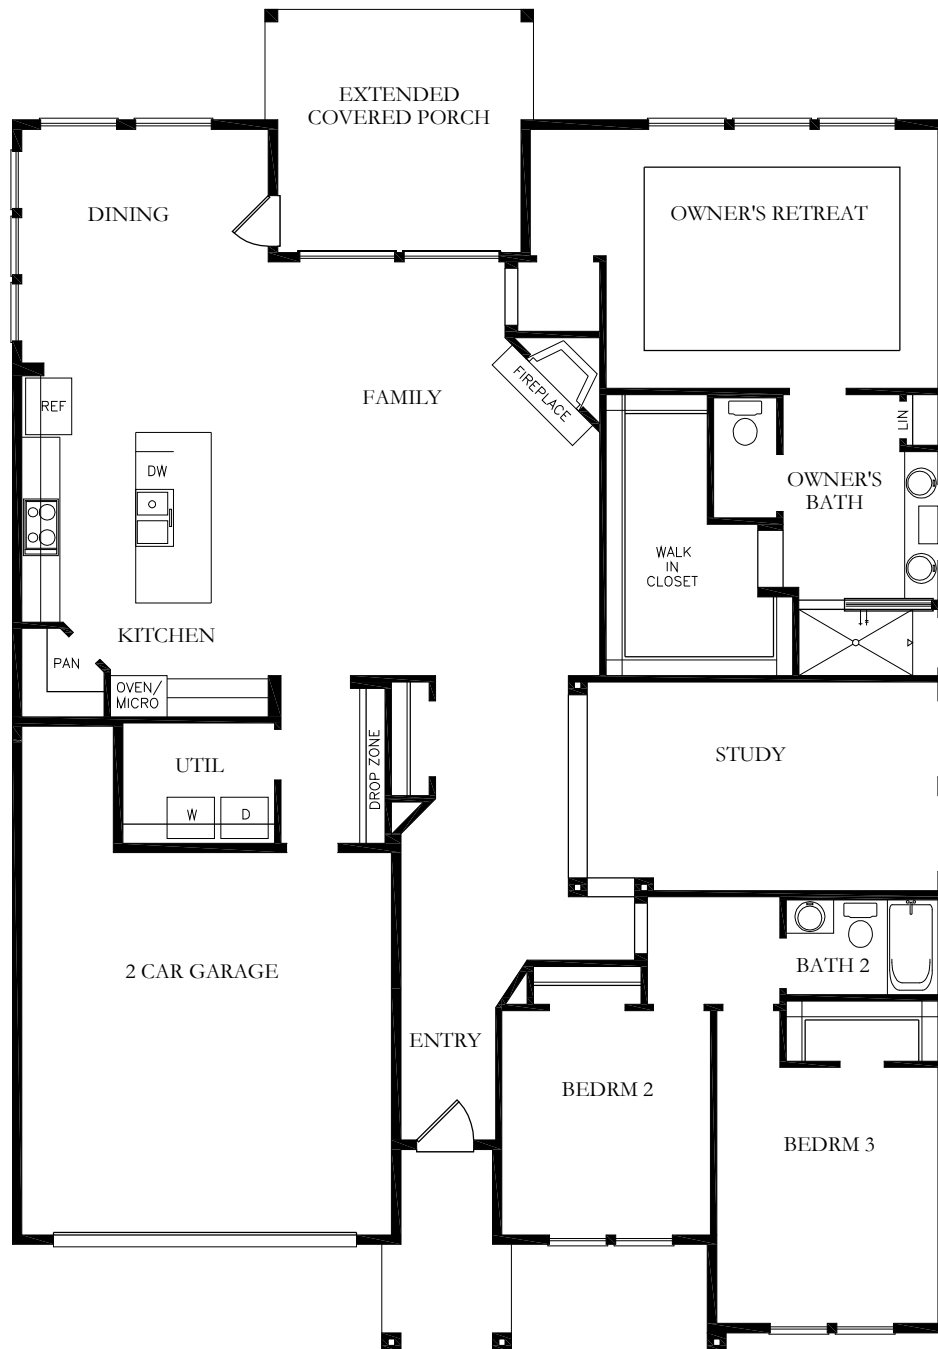 EXTENDED
COVERED PORCH
DINING
OWNER'S RETREAT
FAMILY
FIREPLACE
REF
LIN
DW
OWNER'S
BATH
WALK
IN
CLOSET
KITCHEN
PAN
OVEN/
MICRO
DROP ZONE
STUDY
UTIL
W
D
2 CAR GARAGE
BATH 2
ENTRY
BEDRM 2
BEDRM 3